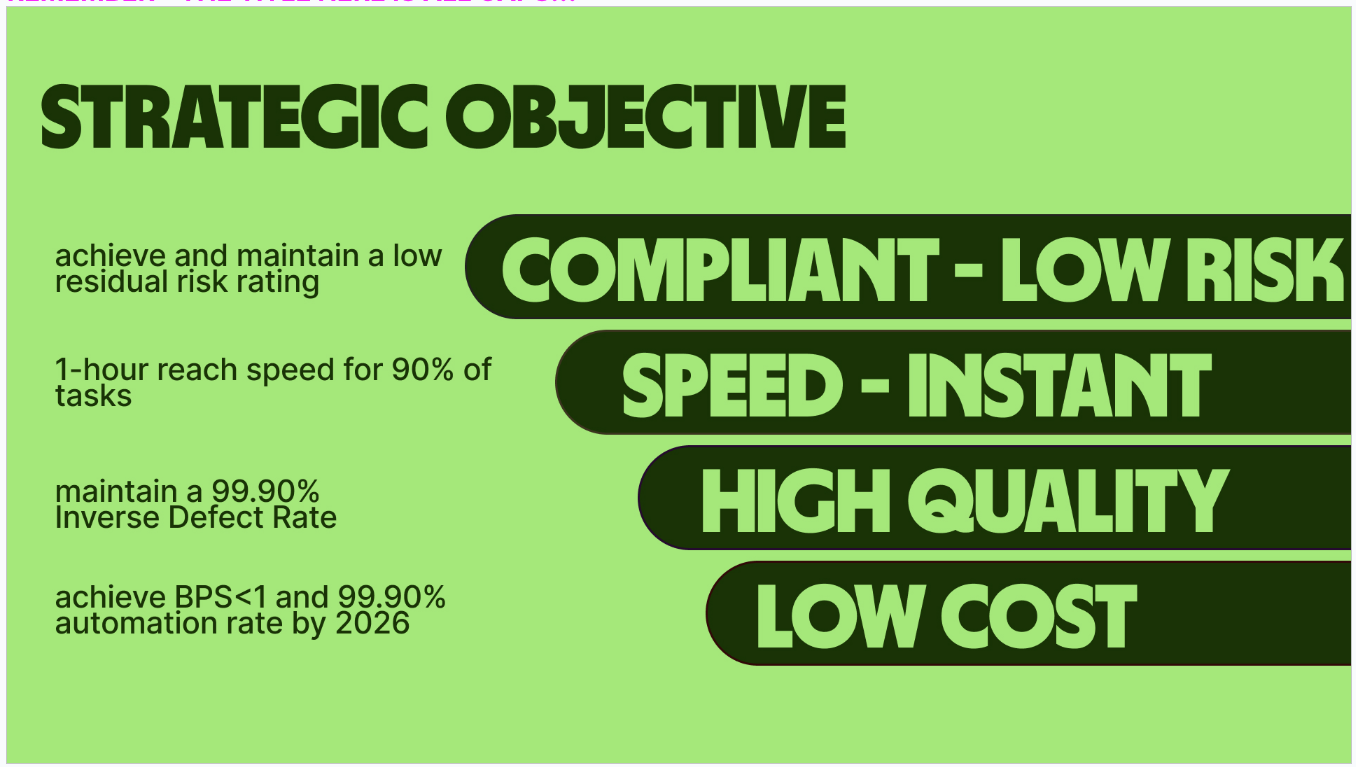 STRATEGIC OBJECTIVE
achieve and maintain a low
residual risk rating
COMPLIANT - LOW RISK
1-hour reach speed for 90% of
tasks
SPEED - INSTANT
maintain a 99.90%
Inverse Defect Rate
HIGH QUALITY
achieve BPS<1 and 99.90%
automation rate by 2026
LOW COST